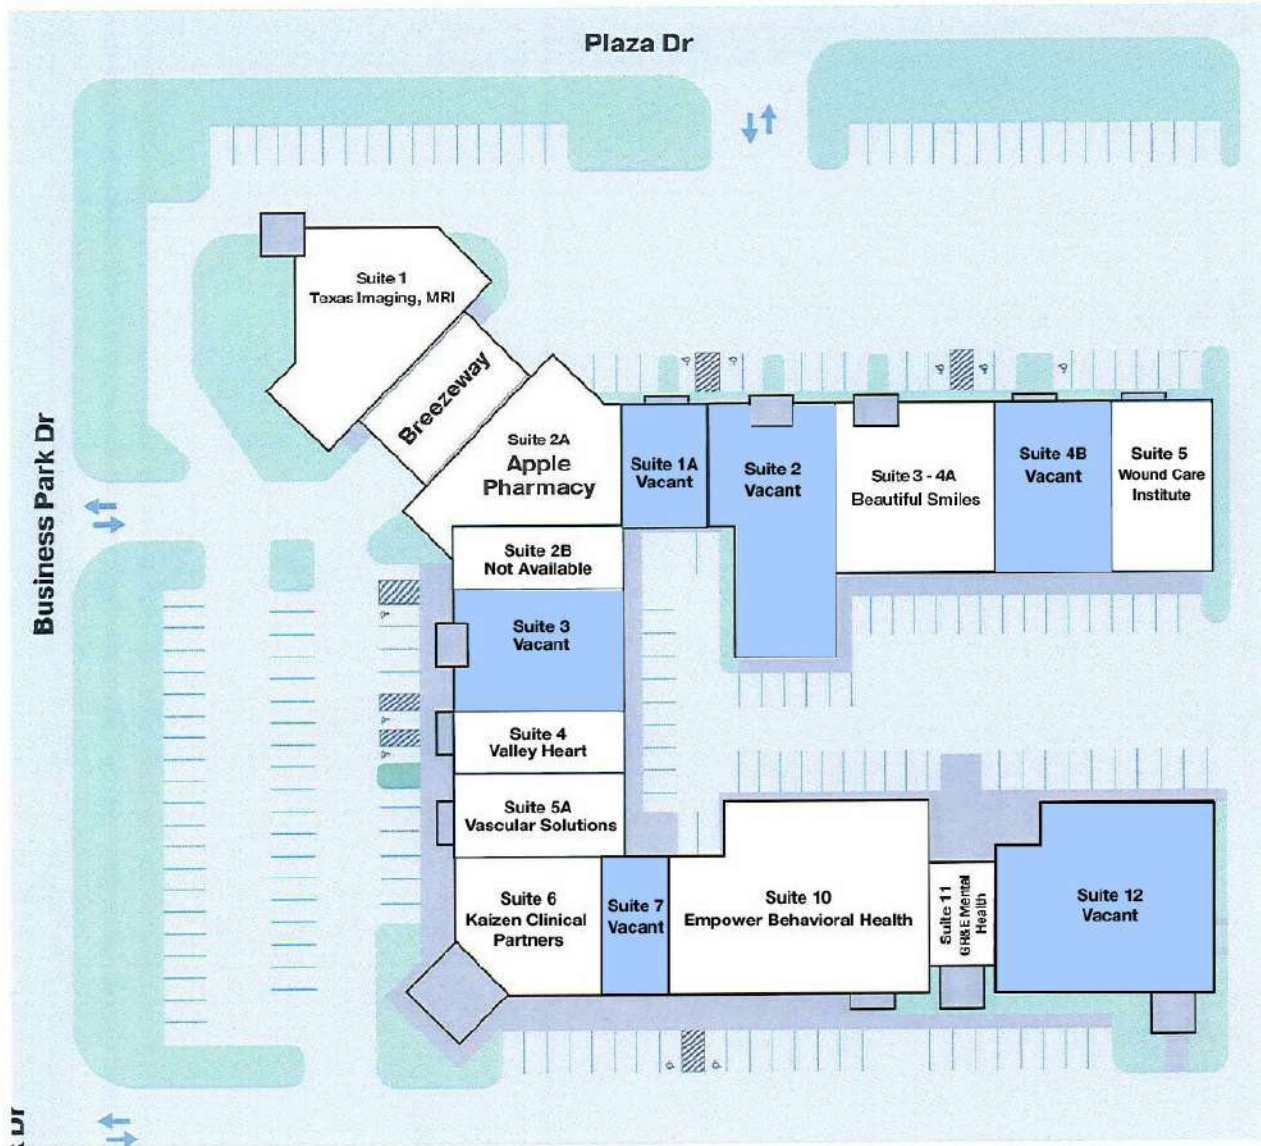 Plaza Dr
Business Park Dr
Suite 1
Texas Imaging, MRI
Breezeway
Suite 2A
Apple
Pharmacy
Suite 1A
Vacant
Suite 2
Vacant
Suite 3 - 4A
Beautiful Smiles
Suite 4B
Vacant
Suite 5
Wound Care
Institute
Suite 2B
Not Available
Suite 3
Vacant
Suite 4
Valley Heart
Suite 5A
Vascular Solutions
Suite 6
Kaizen Clinical
Partners
Suite 7
Vacant
Suite 10
Empower Behavioral Health
Suite 11
GR&E Mental
Health
Suite 12
Vacant
Dr